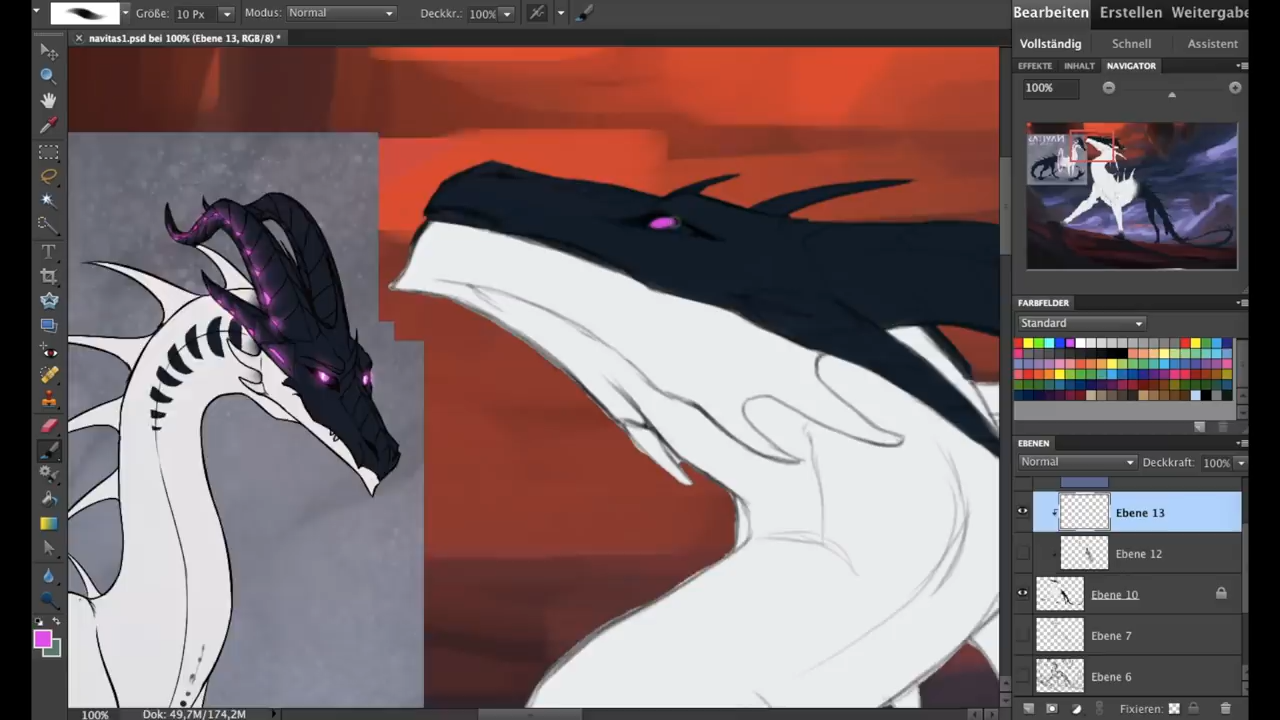 Größe: 10 Px Modus: Normal Deckkr.: 100%
Bearbeiten Erstellen Weitergabe
navitas1.psd bei 100% (Ebene 13, RGB/8) *
Vollständig Schnell Assistent
EFFEKTE INHALT NAVIGATOR
100%
FARBFELDER
Standard
EBENEN
Normal Deckkraft: 100%
Ebene 13
Ebene 12
Ebene 10
Ebene 7
Ebene 6
Fixieren:
100% Dok: 49,7M/174,2M